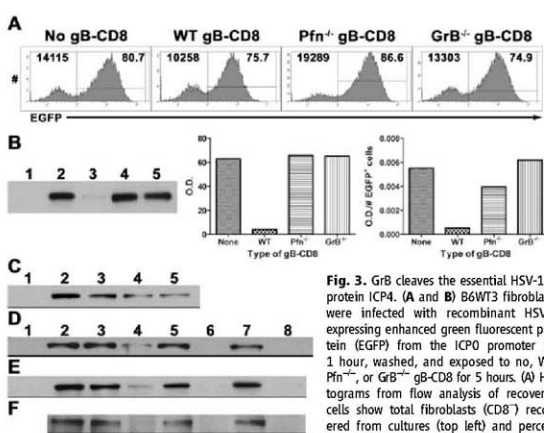 A
No gB-CD8 WT gB-CD8 Pfn-/- gB-CD8 GrB-/- gB-CD8
14115 80.7 10258 75.7 19289 86.6 13303 74.9
#
EGFP
B
1 2 3 4 5
O.D.
80
60
40
20
0
None WT Pfn-/- GrB-/-
Type of gB-CD8
O.D./# EGFP+ cells
0.008
0.006
0.004
0.002
0.000
None WT Pfn-/- GrB-/-
Type of gB-CD8
C
1 2 3 4 5
D
1 2 3 4 5 6 7 8
E
F
Fig. 3. GrB cleaves the essential HSV-1
protein ICP4. (A and B) B6WT3 fibrobla
were infected with recombinant HSV
expressing enhanced green fluorescent p
tein (EGFP) from the ICP0 promoter
1 hour, washed, and exposed to no, W
Pfn-/-, or GrB-/- gB-CD8 for 5 hours. (A) H
tograms from flow analysis of recover
cells show total fibroblasts (CD8-) reco
ered from cultures (top left) and perce